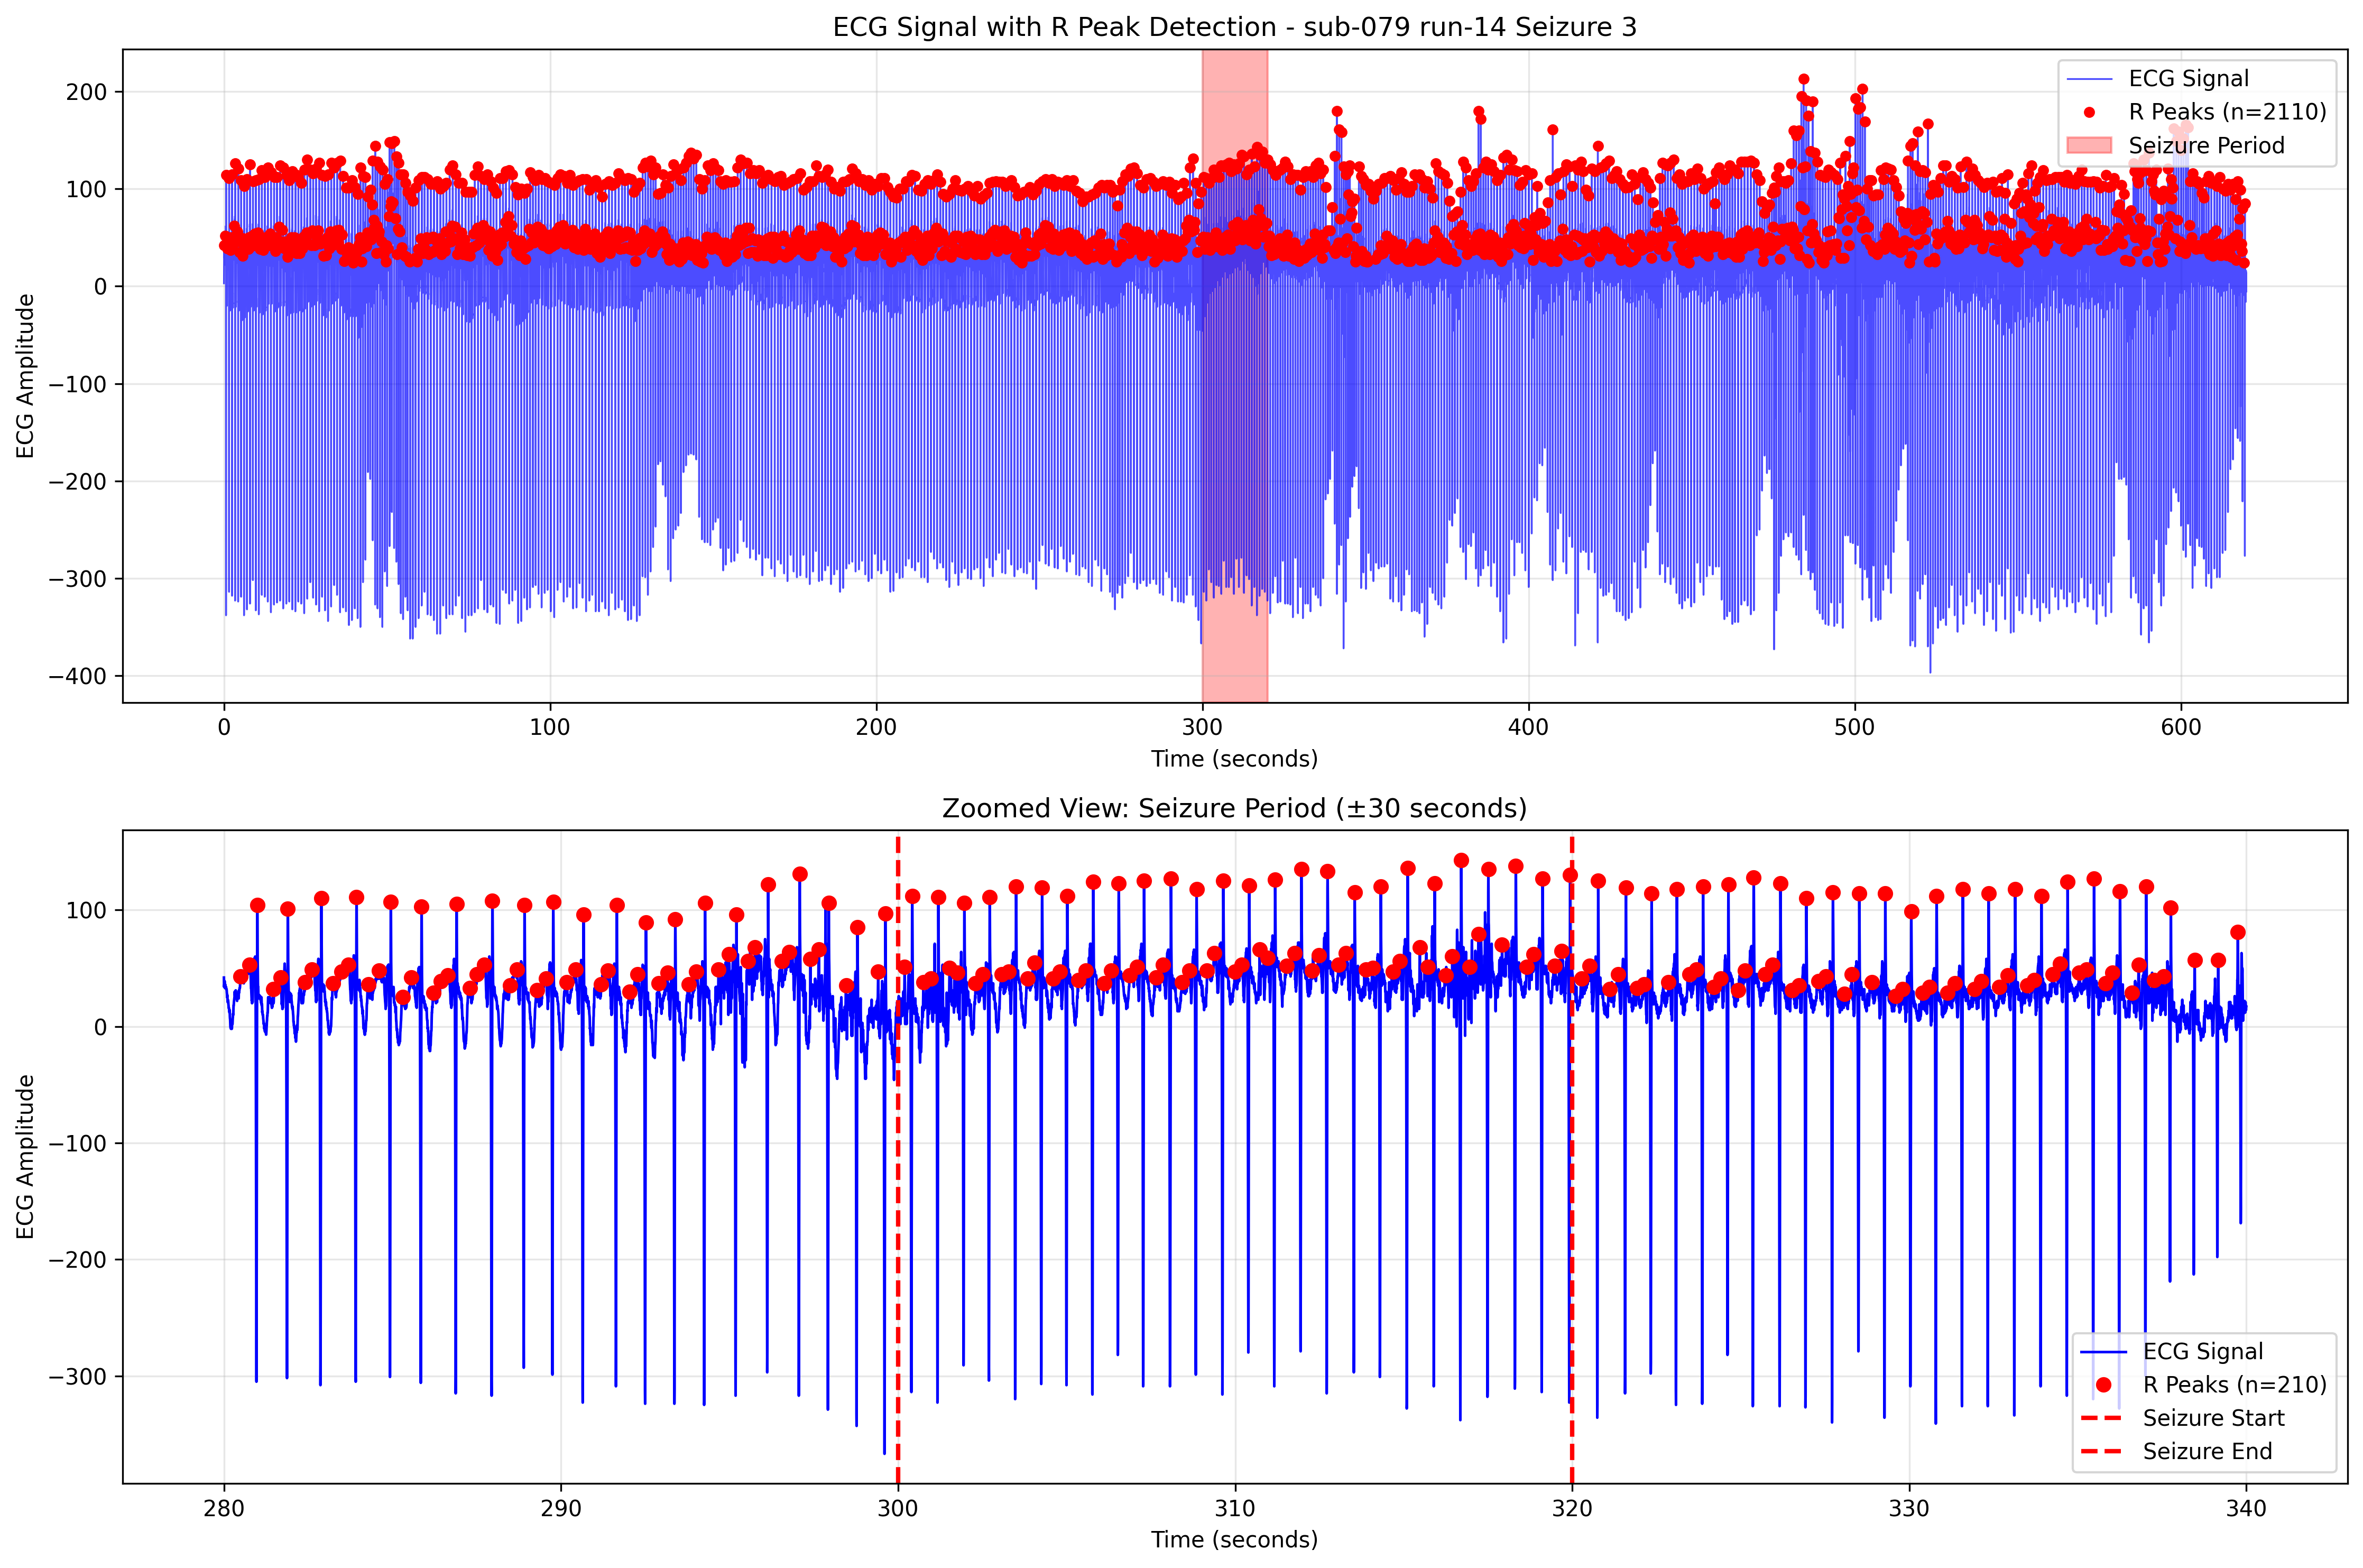 ECG Signal with R Peak Detection - sub-079 run-14 Seizure 3
ECG Amplitude
200
100
0
−100
−200
−300
−400
ECG Signal
R Peaks (n=2110)
Seizure Period
0 100 200 300 400 500 600
Time (seconds)
Zoomed View: Seizure Period (±30 seconds)
ECG Amplitude
100
0
−100
−200
−300
ECG Signal
R Peaks (n=210)
Seizure Start
Seizure End
280 290 300 310 320 330 340
Time (seconds)